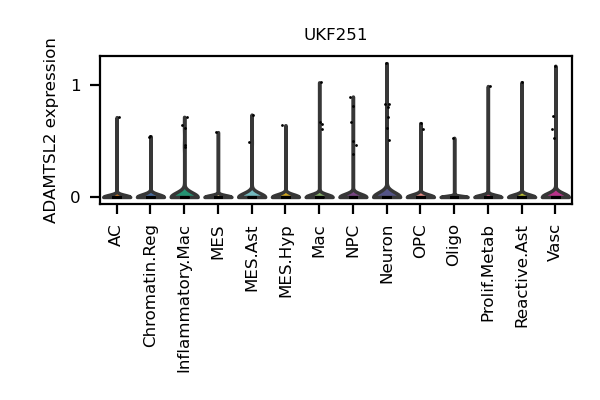 UKF251
ADAMTSL2 expression
1
0
AC
Chromatin.Reg
Inflammatory.Mac
MES
MES.Ast
MES.Hyp
Mac
NPC
Neuron
OPC
Oligo
Prolif.Metab
Reactive.Ast
Vasc